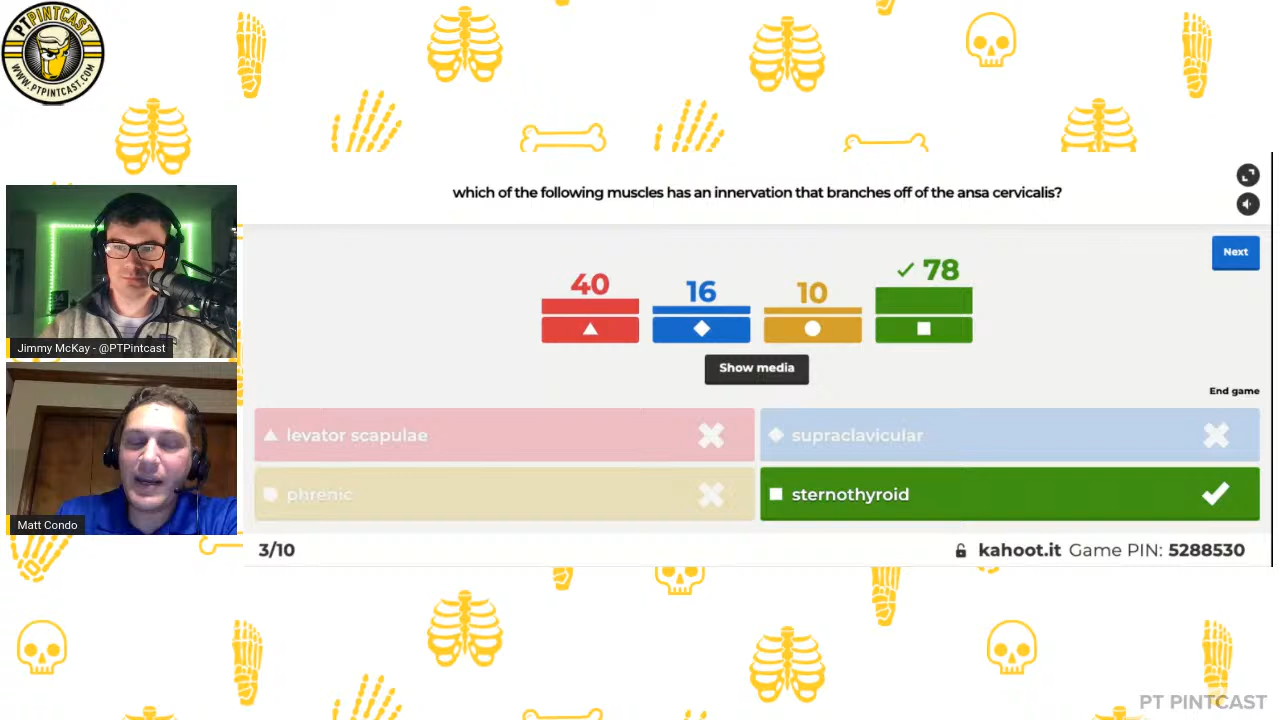 PTPINTCAST
WWW.PTPINTCAST.COM
which of the following muscles has an innervation that branches off of the ansa cervicalis?
Next
40
16
10
78
Show media
End game
levator scapulae
supraclavicular
phrenic
sternothyroid
3/10
kahoot.it Game PIN: 5288530
Jimmy McKay - @PTPintcast
Matt Condo
PT PINTCAST